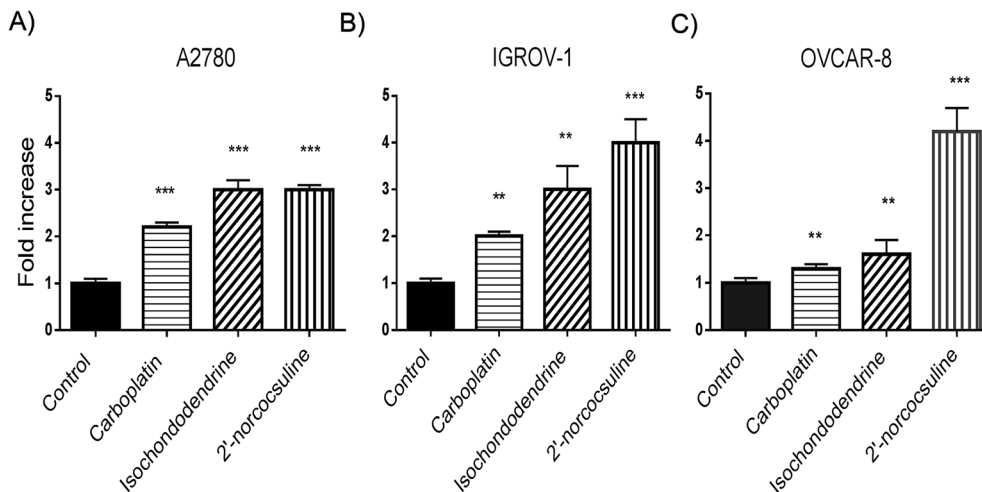 A)
A2780
Fold increase
5
4
3
2
1
0
***
***
***
Control
Carboplatin
Isochondodendrine
2'-norcocsuline
B)
IGROV-1
5
4
3
2
1
0
**
**
***
Control
Carboplatin
Isochondodendrine
2'-norcocsuline
C)
OVCAR-8
5
4
3
2
1
0
**
**
***
Control
Carboplatin
Isochondodendrine
2'-norcocsuline